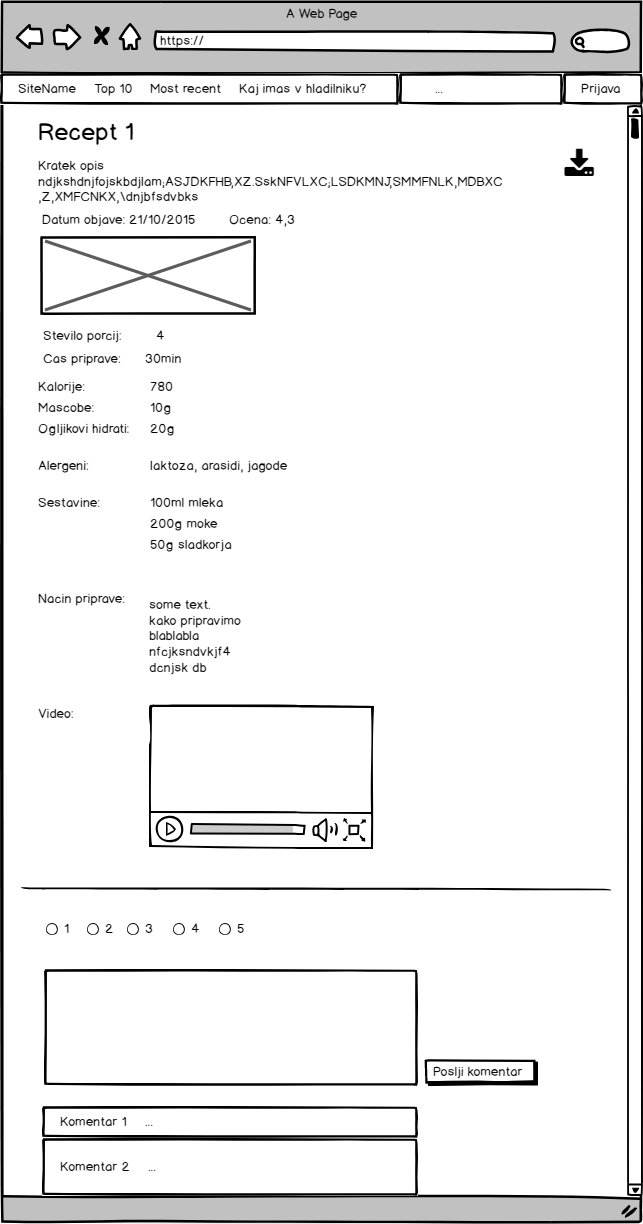 A Web Page
https://
SiteName Top 10 Most recent Kaj imas v hladilniku? ... Prijava
Recept 1
Kratek opis
ndjkshdnjfojskbdjlam;ASJDKFHB,XZ.SskNFVLXC;LSDKMNJ,SMMFNLK,MDBXC
,Z,XMFCNKX,\dnjbfsdvbks
Datum objave: 21/10/2015 Ocena: 4,3
Stevilo porcij: 4
Cas priprave: 30min
Kalorije: 780
Mascobe: 10g
Ogljikovi hidrati: 20g
Alergeni: laktoza, arasidi, jagode
Sestavine: 100ml mleka
200g moke
50g sladkorja
Nacin priprave: some text.
kako pripravimo
blablabla
nfcjksndvkjf4
dcnjsk db
Video:
1 2 3 4 5
Poslji komentar
Komentar 1 ...
Komentar 2 ...